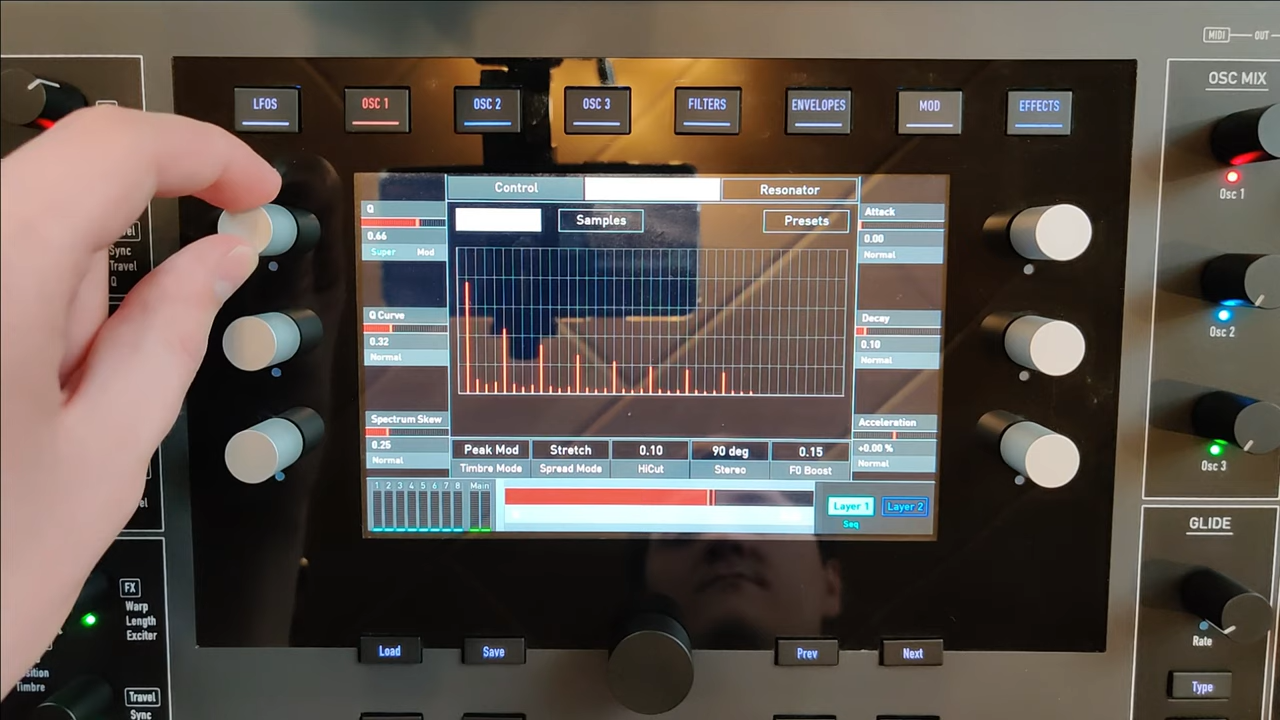 MIDI OUT
OSC MIX
LFOS OSC 1 OSC 2 OSC 3 FILTERS ENVELOPES MOD EFFECTS
Control Resonator
Samples Presets
Q
0.66
Super Mod
Q Curve
0.32
Normal
Spectrum Skew
0.25
Normal
Attack
0.00
Normal
Decay
0.10
Normal
Acceleration
+0.00 %
Normal
Peak Mod Stretch 0.10 90 deg 0.15
Timbre Mode Spread Mode HiCut Stereo F0 Boost
1 2 3 4 5 6 7 8 Main
Layer 1 Layer 2
Seq
Load Save Prev Next
Sync
Travel
Q
FX
Warp
Length
Exciter
Timbre
Travel
Sync
Osc 1
Osc 2
Osc 3
GLIDE
Rate
Type